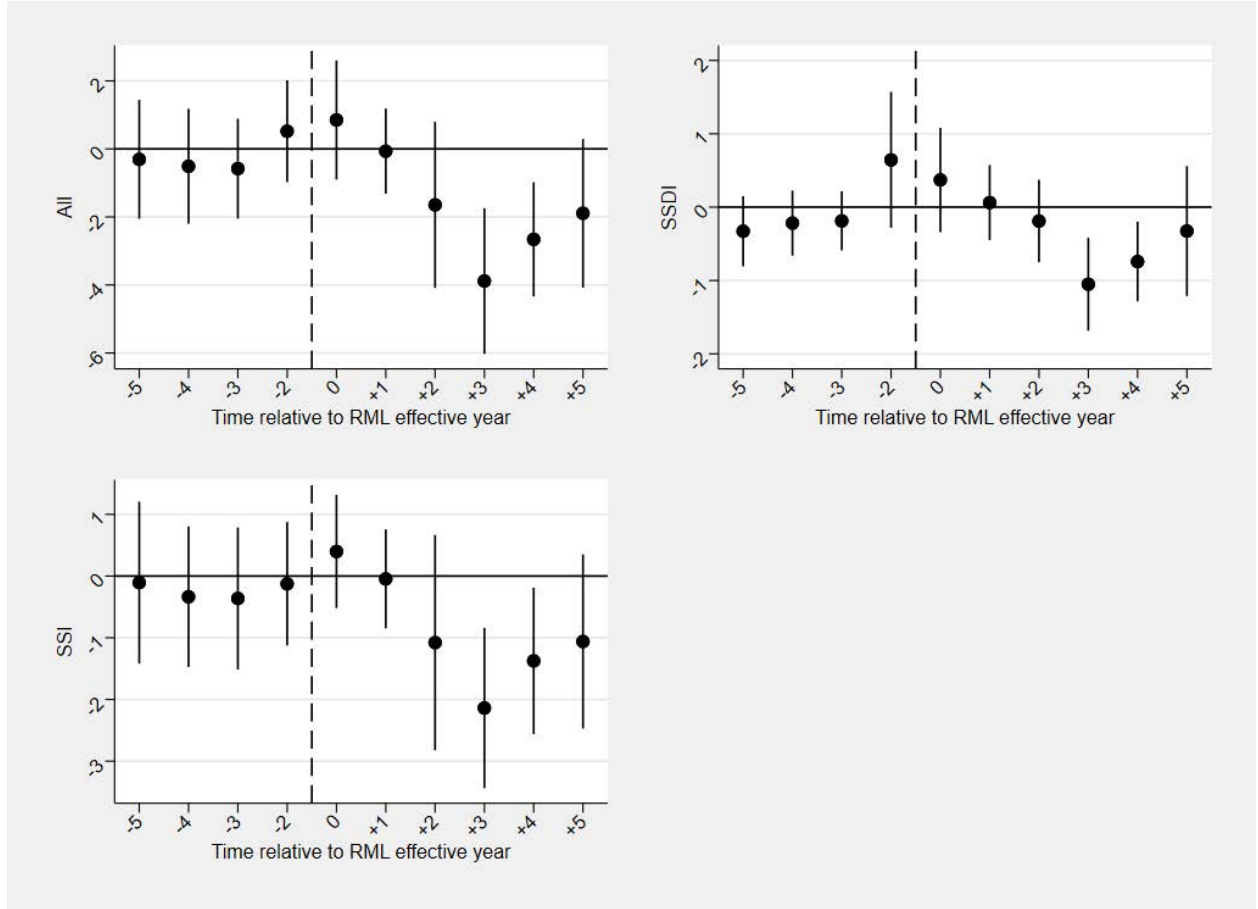 All
2
0
-2
-4
-6
-5 -4 -3 -2 0 +1 +2 +3 +4 +5
Time relative to RML effective year
SSDI
2
1
0
-1
-2
-5 -4 -3 -2 0 +1 +2 +3 +4 +5
Time relative to RML effective year
SSI
1
0
-1
-2
-3
-5 -4 -3 -2 0 +1 +2 +3 +4 +5
Time relative to RML effective year